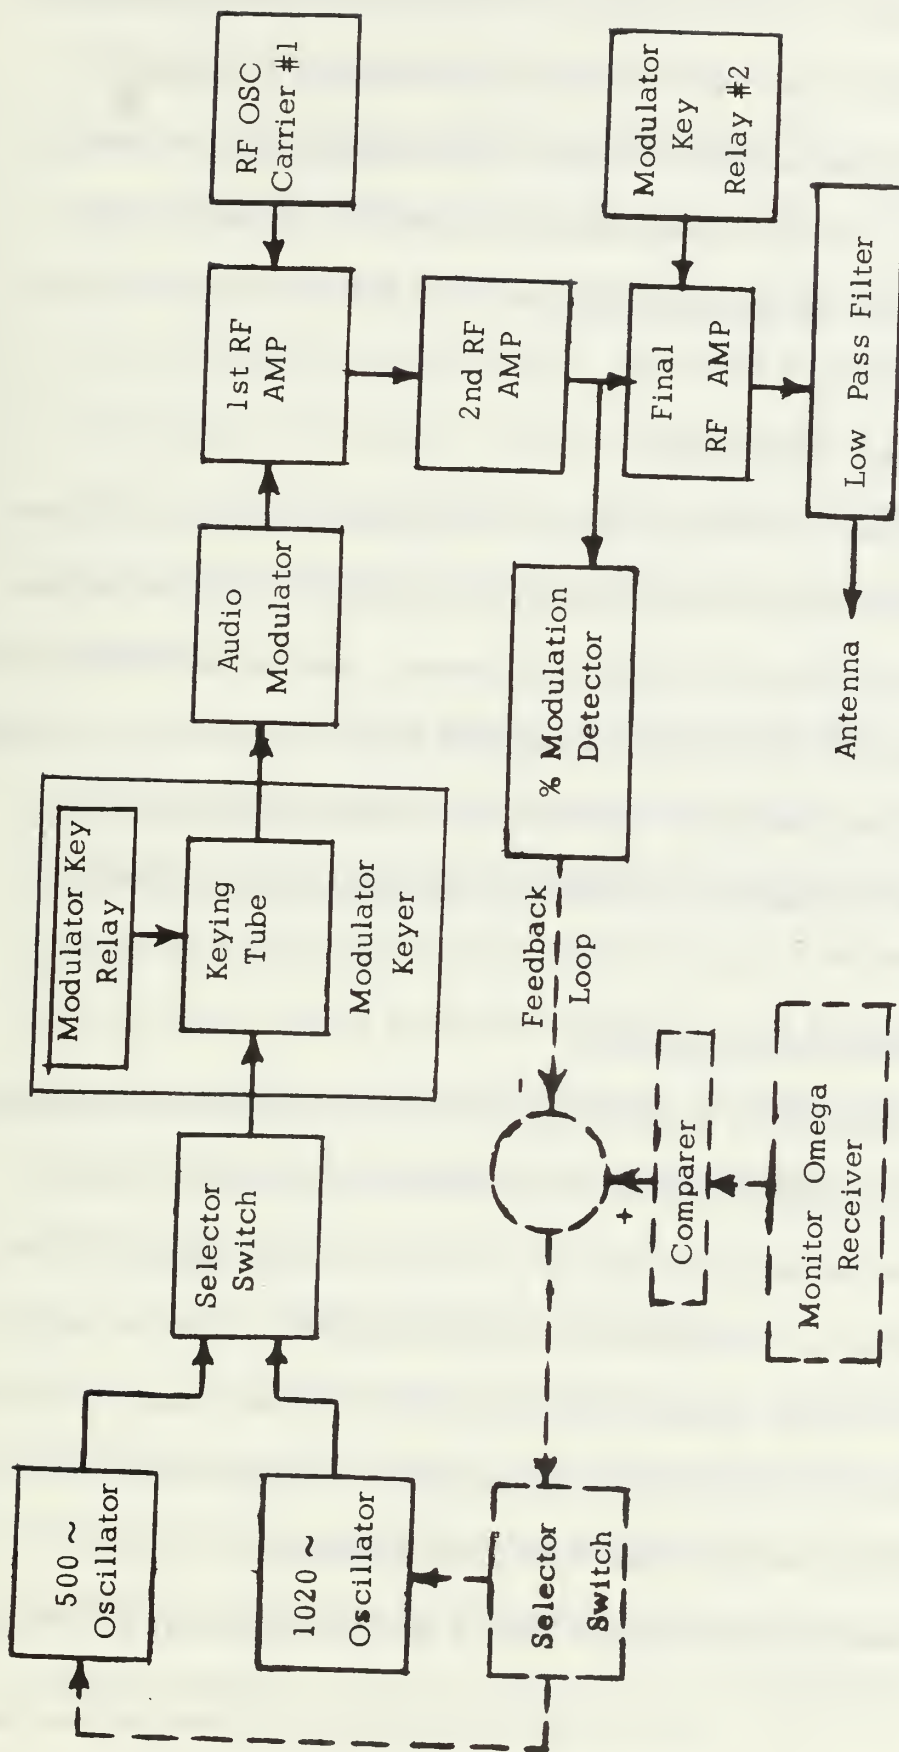 500 ~
Oscillator
1020 ~
Oscillator
Selector
Switch
Modulator Key
Relay
Keying
Tube
Modulator
Keyer
Audio
Modulator
1st RF
AMP
RF OSC
Carrier #1
2nd RF
AMP
Final
RF AMP
Modulator
Key
Relay #2
Low Pass Filter
Antenna
% Modulation
Detector
Feedback
Loop
-
+
Comparer
Monitor Omega
Receiver
Selector
Switch